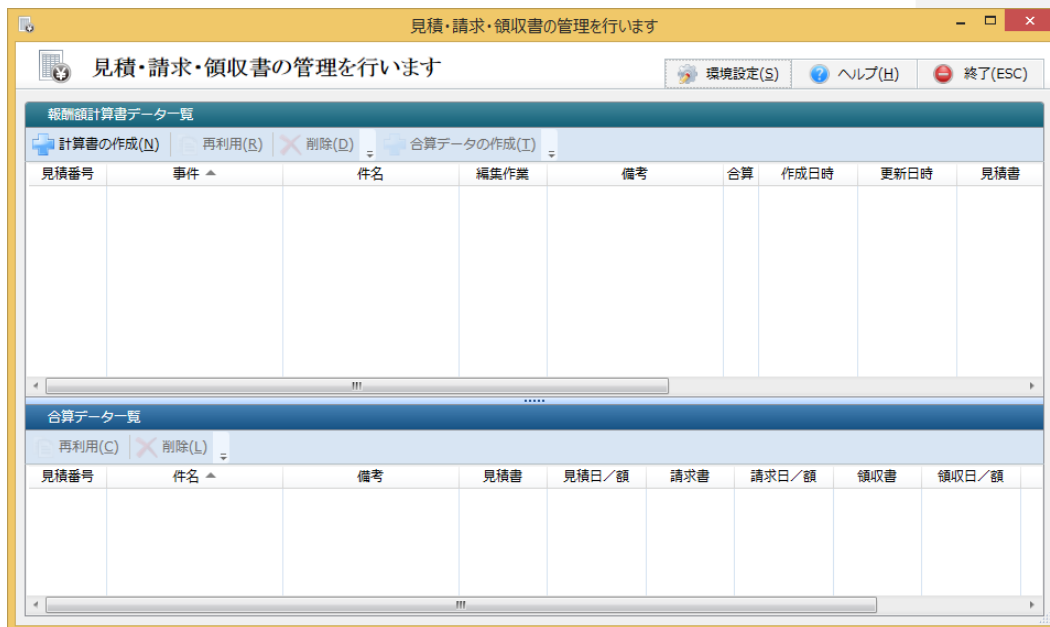 見積・請求・領収書の管理を行います
見積・請求・領収書の管理を行います 環境設定(S) ヘルプ(H) 終了(ESC)
報酬額計算書データ一覧
計算書の作成(N) 再利用(R) 削除(D) 合算データの作成(T)
見積番号 事件 件名 編集作業 備考 合算 作成日時 更新日時 見積書
合算データ一覧
再利用(C) 削除(L)
見積番号 件名 備考 見積書 見積日／額 請求書 請求日／額 領収書 領収日／額